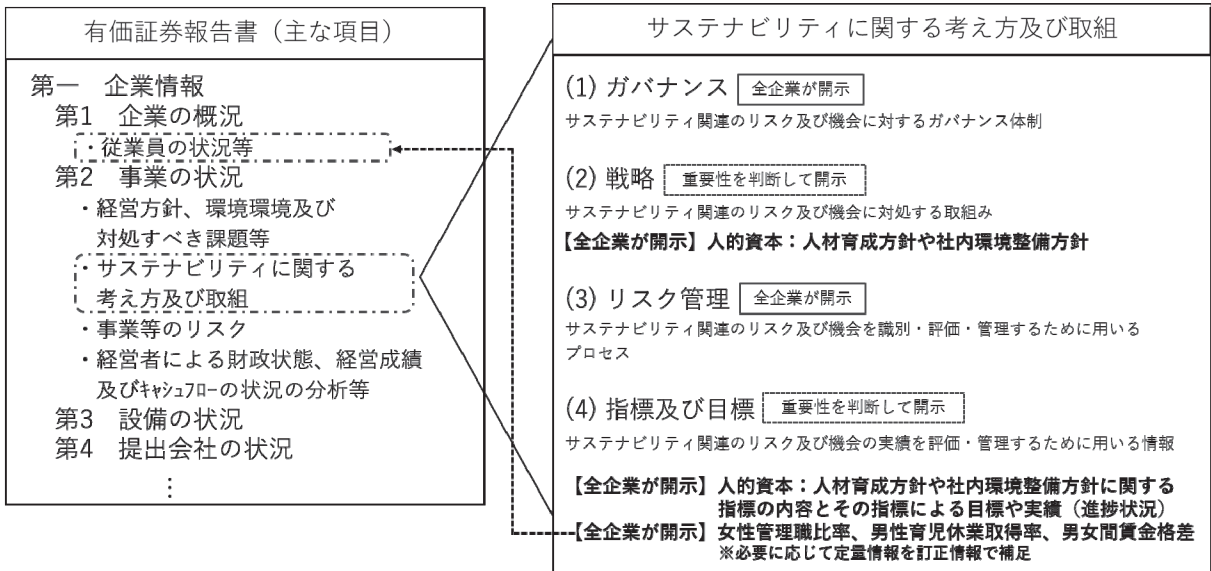 有価証券報告書（主な項目）
第一　企業情報
第1　企業の概況
・従業員の状況等
第2　事業の状況
・経営方針、環境環境及び
対処すべき課題等
・サステナビリティに関する
考え方及び取組
・事業等のリスク
・経営者による財政状態、経営成績
及びｷｬｼｭﾌﾛｰの状況の分析等
第3　設備の状況
第4　提出会社の状況
⋮
サステナビリティに関する考え方及び取組
(1) ガバナンス 全企業が開示
サステナビリティ関連のリスク及び機会に対するガバナンス体制
(2) 戦略 重要性を判断して開示
サステナビリティ関連のリスク及び機会に対処する取組み
【全企業が開示】人的資本：人材育成方針や社内環境整備方針
(3) リスク管理 全企業が開示
サステナビリティ関連のリスク及び機会を識別・評価・管理するために用いる
プロセス
(4) 指標及び目標 重要性を判断して開示
サステナビリティ関連のリスク及び機会の実績を評価・管理するために用いる情報
【全企業が開示】人的資本：人材育成方針や社内環境整備方針に関する
指標の内容とその指標による目標や実績（進捗状況）
【全企業が開示】女性管理職比率、男性育児休業取得率、男女間賃金格差
※必要に応じて定量情報を訂正情報で補足